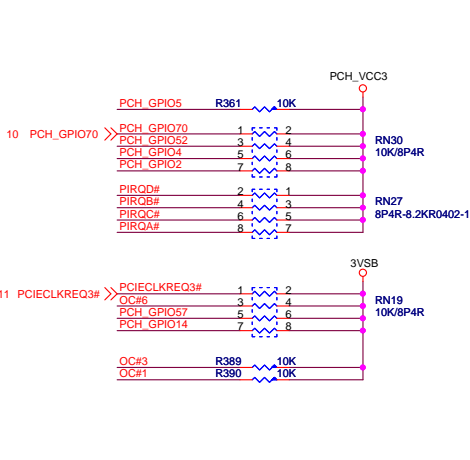 PCH_VCC3
PCH_GPIO5 R361 10K
10 PCH_GPIO70 PCH_GPIO70 1 2
PCH_GPIO52 3 4 RN30
PCH_GPIO4 5 6 10K/8P4R
PCH_GPIO2 7 8
PIRQD# 2 1
PIRQB# 4 3 RN27
PIRQC# 6 5 8P4R-8.2KR0402-1
PIRQA# 8 7
3VSB
11 PCIECLKREQ3# PCIECLKREQ3# 1 2
OC#6 3 4 RN19
PCH_GPIO57 5 6 10K/8P4R
PCH_GPIO14 7 8
OC#3 R389 10K
OC#1 R390 10K